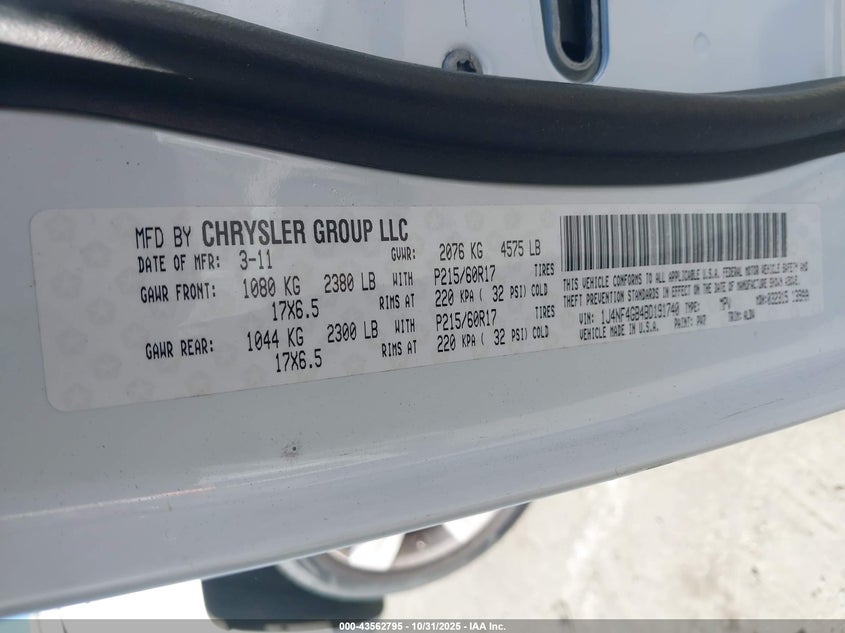 MFD BY CHRYSLER GROUP LLC
DATE OF MFR: 3-11 GVWR: 2076 KG 4575 LB
GAWR FRONT: 1080 KG 2380 LB WITH P215/60R17 TIRES
17X6.5 RIMS AT 220 KPA ( 32 PSI) COLD
GAWR REAR: 1044 KG 2300 LB WITH P215/60R17 TIRES
17X6.5 RIMS AT 220 KPA ( 32 PSI) COLD
THIS VEHICLE CONFORMS TO ALL APPLICABLE U.S.A. FEDERAL MOTOR VEHICLE SAFETY AND
THEFT PREVENTION STANDARDS IN EFFECT ON THE DATE OF MANUFACTURE SHOWN ABOVE.
VIN: 1J4NF4GB4BD191740 TYPE: MPV MDH:032315
VEHICLE MADE IN U.S.A. PAINT: PW7 TRIM: ALDA
000-43562795 - 10/31/2025 - IAA Inc.